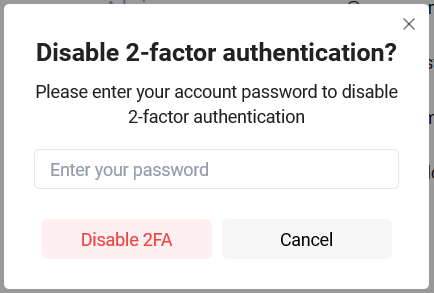 Disable 2-factor authentication?
Please enter your account password to disable
2-factor authentication
Enter your password
Disable 2FA
Cancel